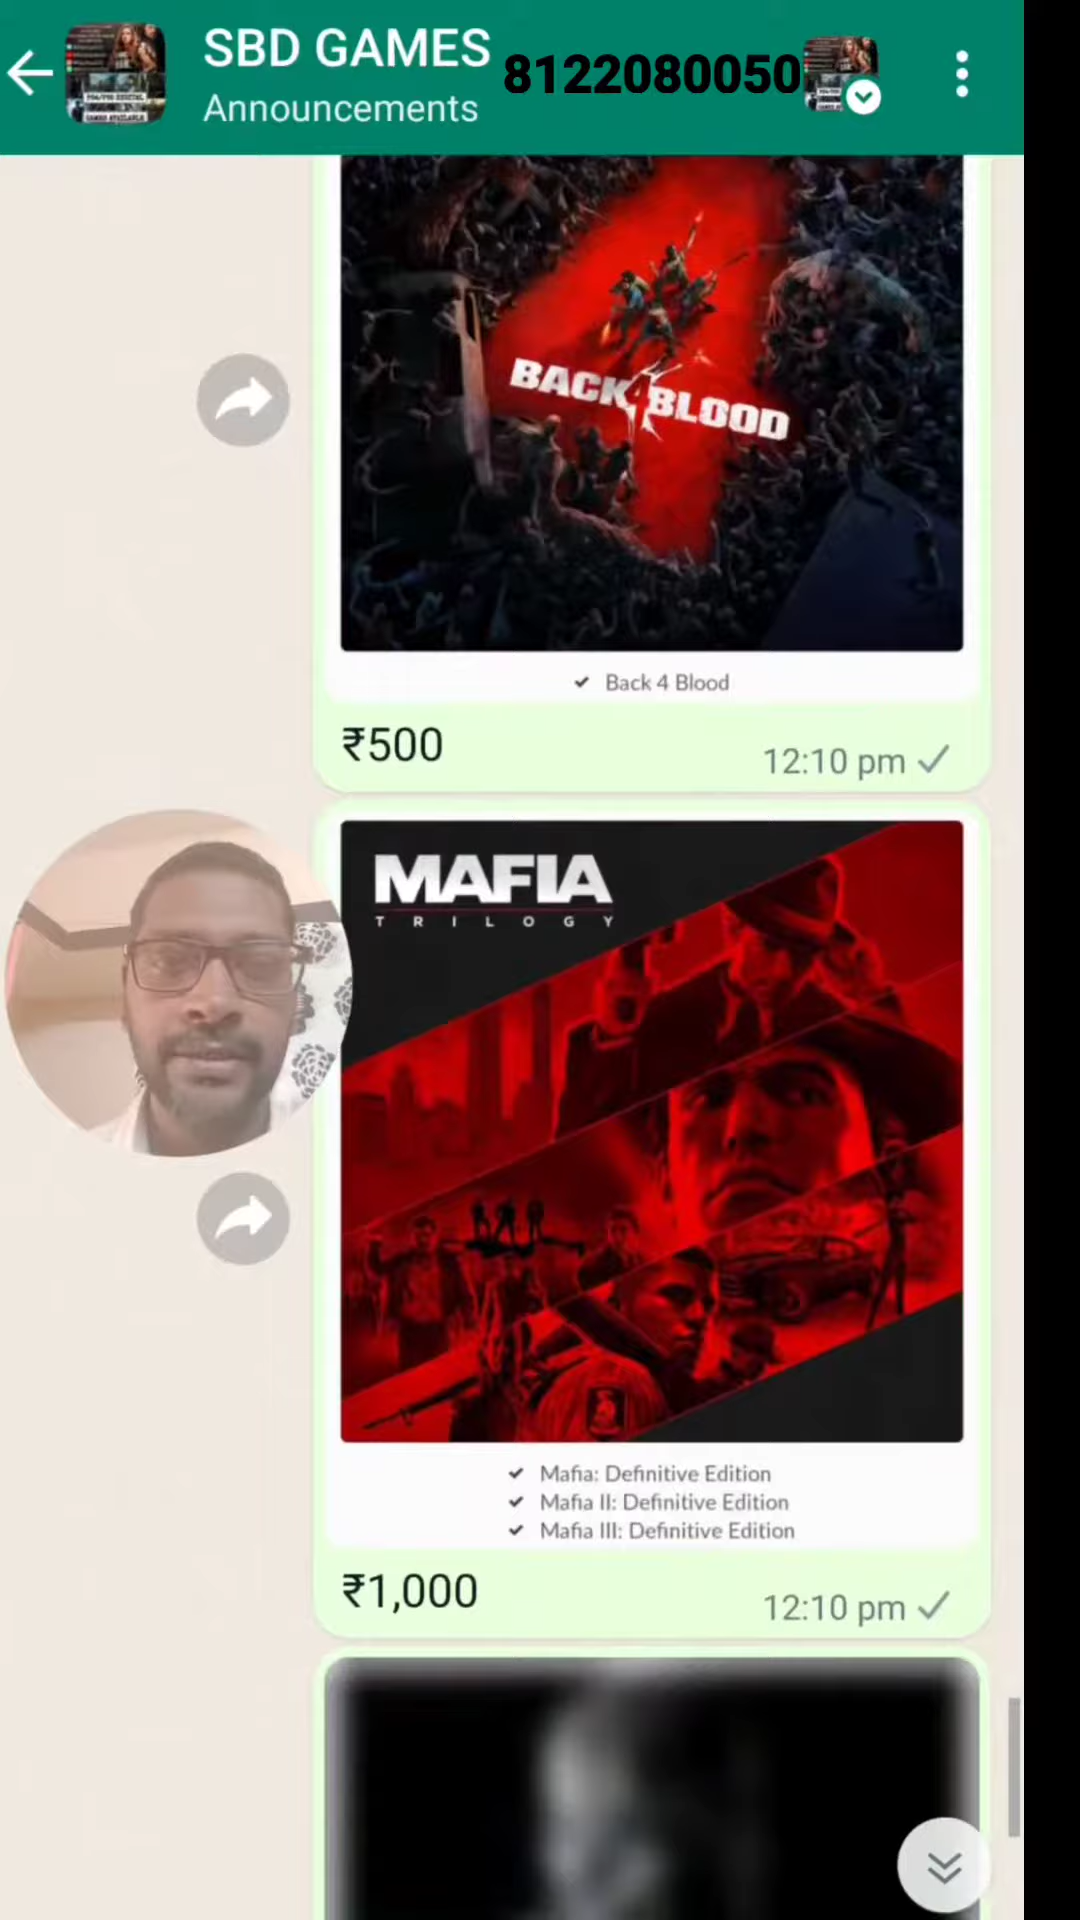 SBD GAMES
8122080050
Announcements
BACK 4 BLOOD
Back 4 Blood
₹500
12:10 pm
MAFIA
TRILOGY
Mafia: Definitive Edition
Mafia II: Definitive Edition
Mafia III: Definitive Edition
₹1,000
12:10 pm